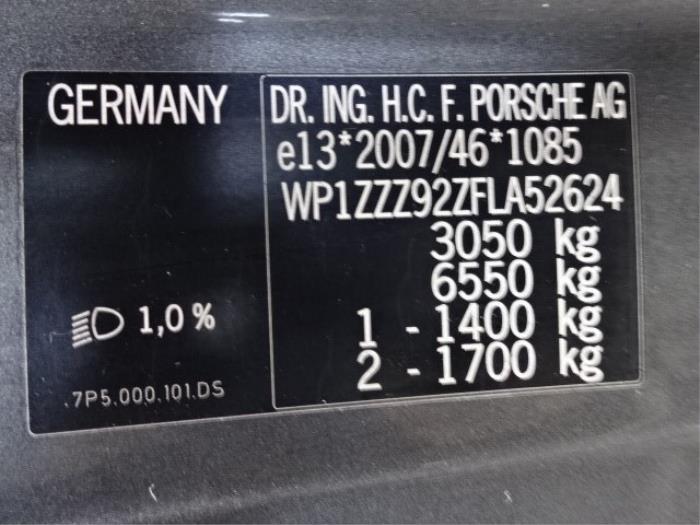 GERMANY
1,0 %
.7P5.000.101.DS
DR. ING. H.C. F. PORSCHE AG
e13*2007/46*1085
WP1ZZZ92ZFLA52624
3050 kg
6550 kg
1 - 1400 kg
2 - 1700 kg